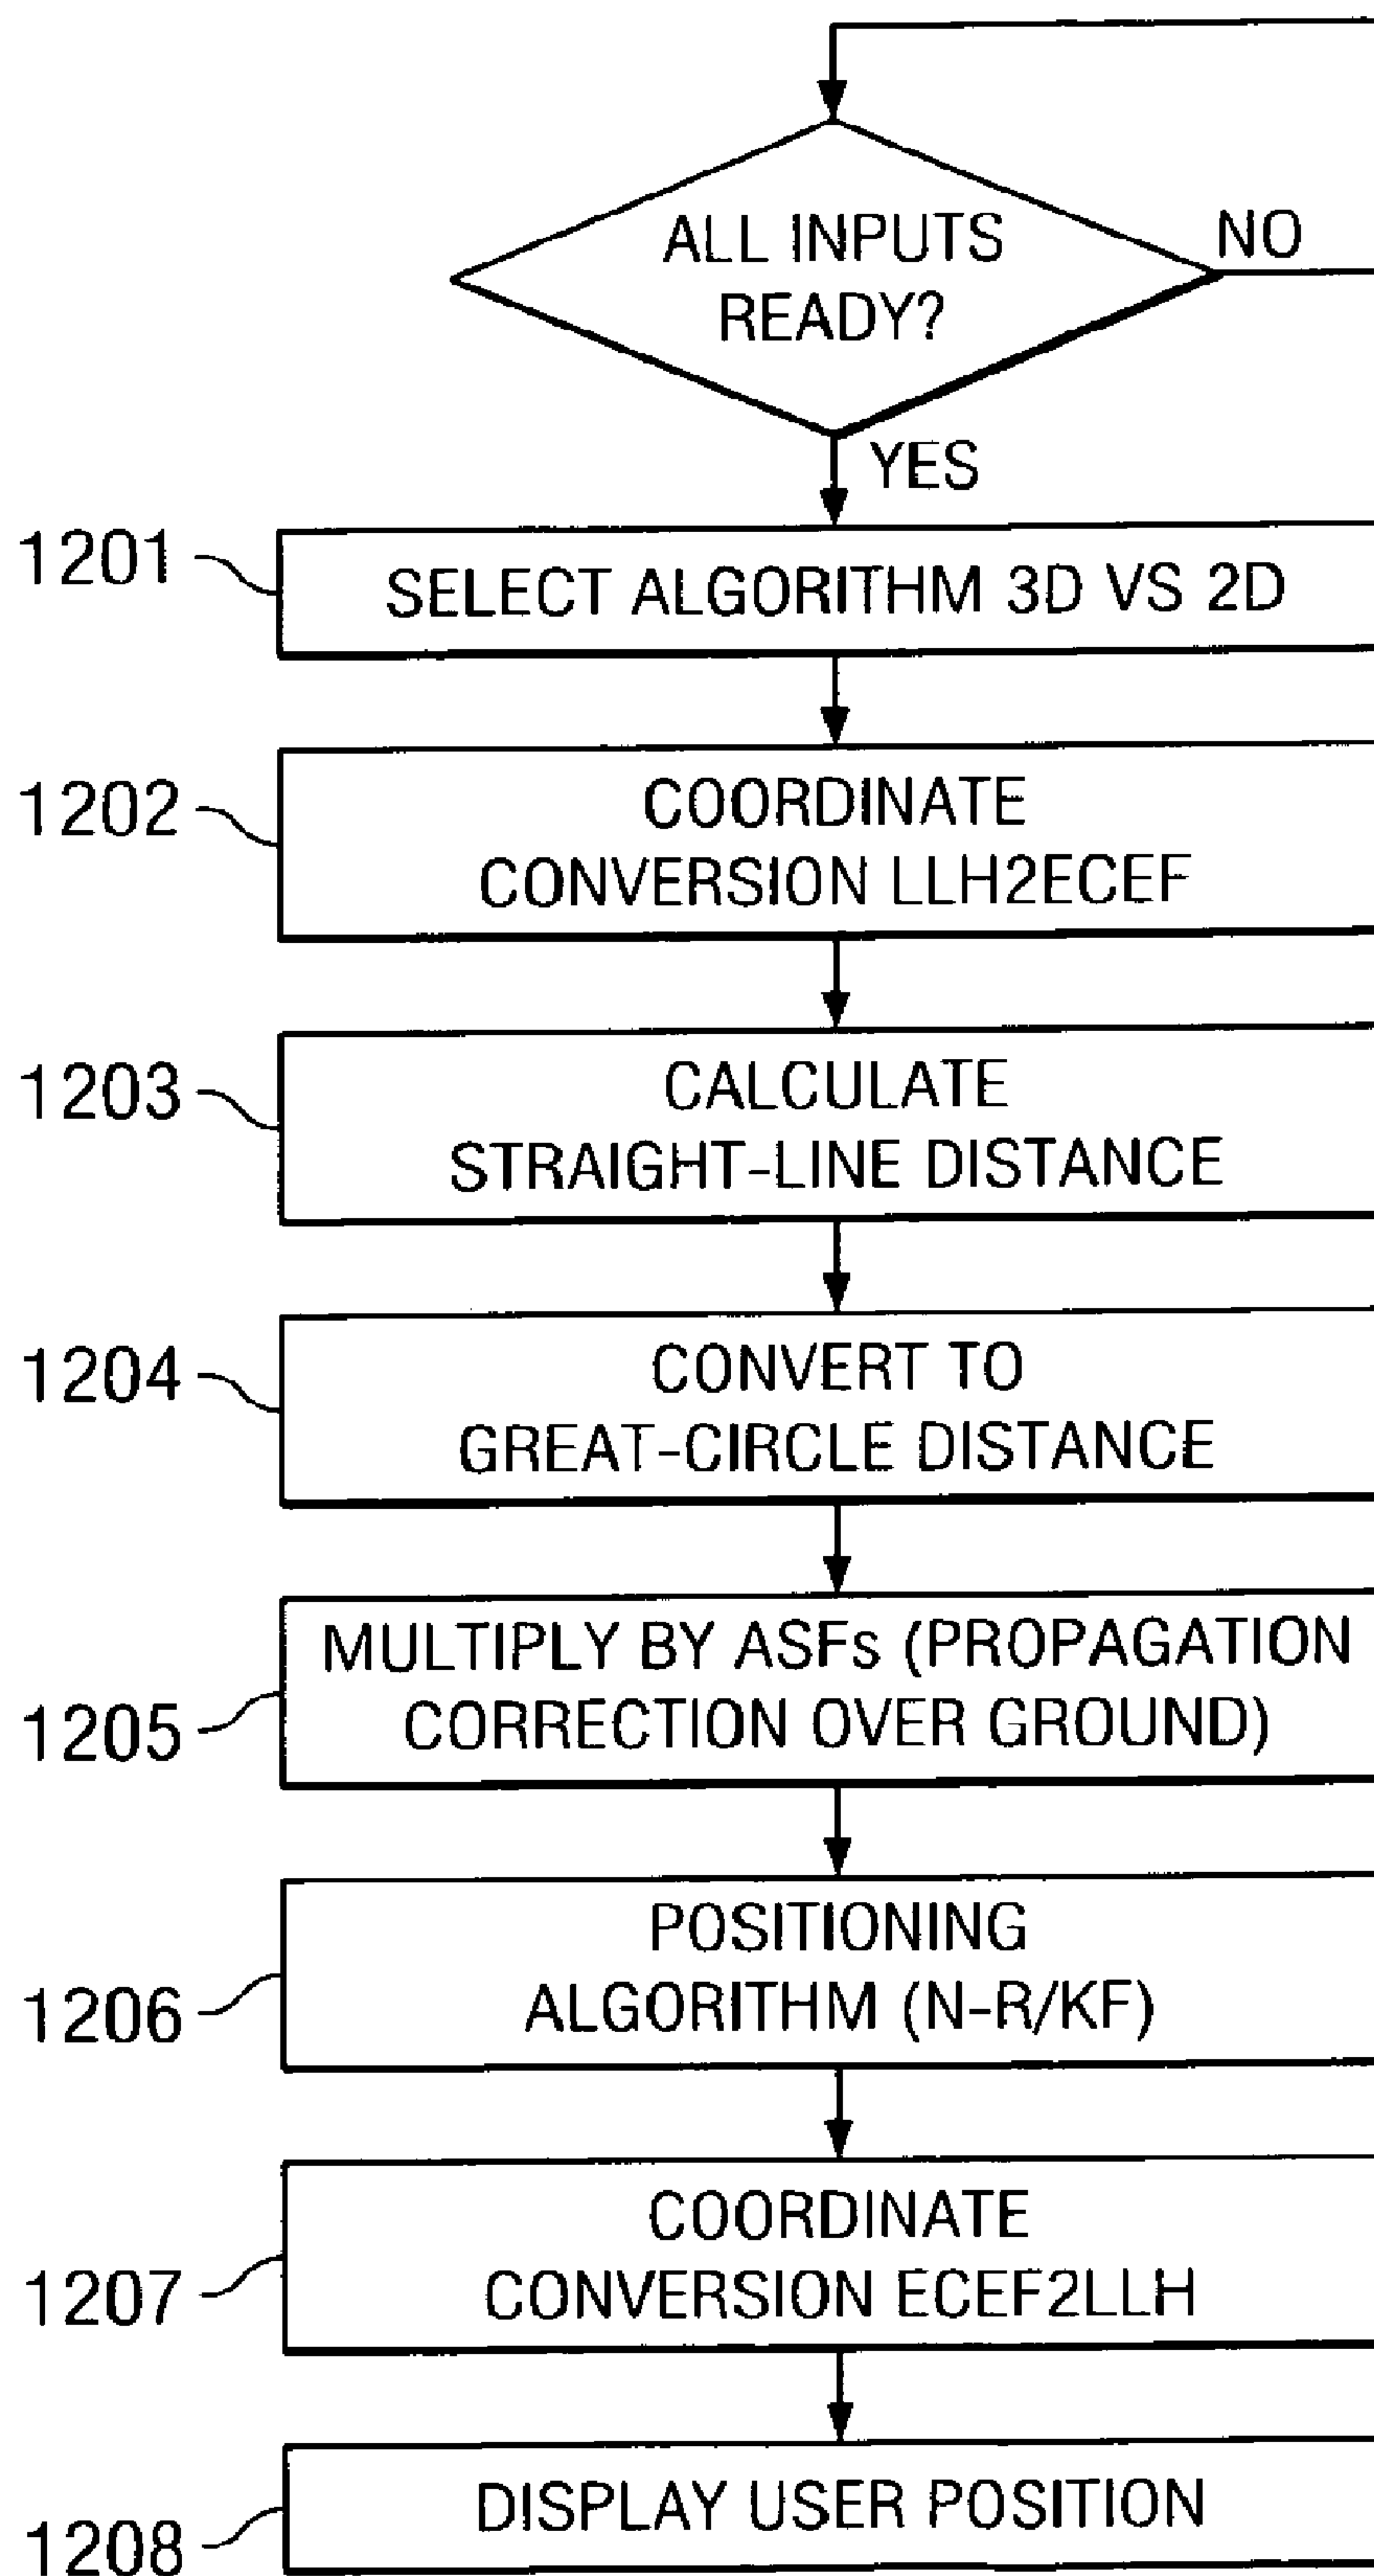 ALL INPUTS
READY?
NO
YES
1201
SELECT ALGORITHM 3D VS 2D
1202
COORDINATE
CONVERSION LLH2ECEF
1203
CALCULATE
STRAIGHT-LINE DISTANCE
1204
CONVERT TO
GREAT-CIRCLE DISTANCE
1205
MULTIPLY BY ASFs (PROPAGATION
CORRECTION OVER GROUND)
1206
POSITIONING
ALGORITHM (N-R/KF)
1207
COORDINATE
CONVERSION ECEF2LLH
1208
DISPLAY USER POSITION